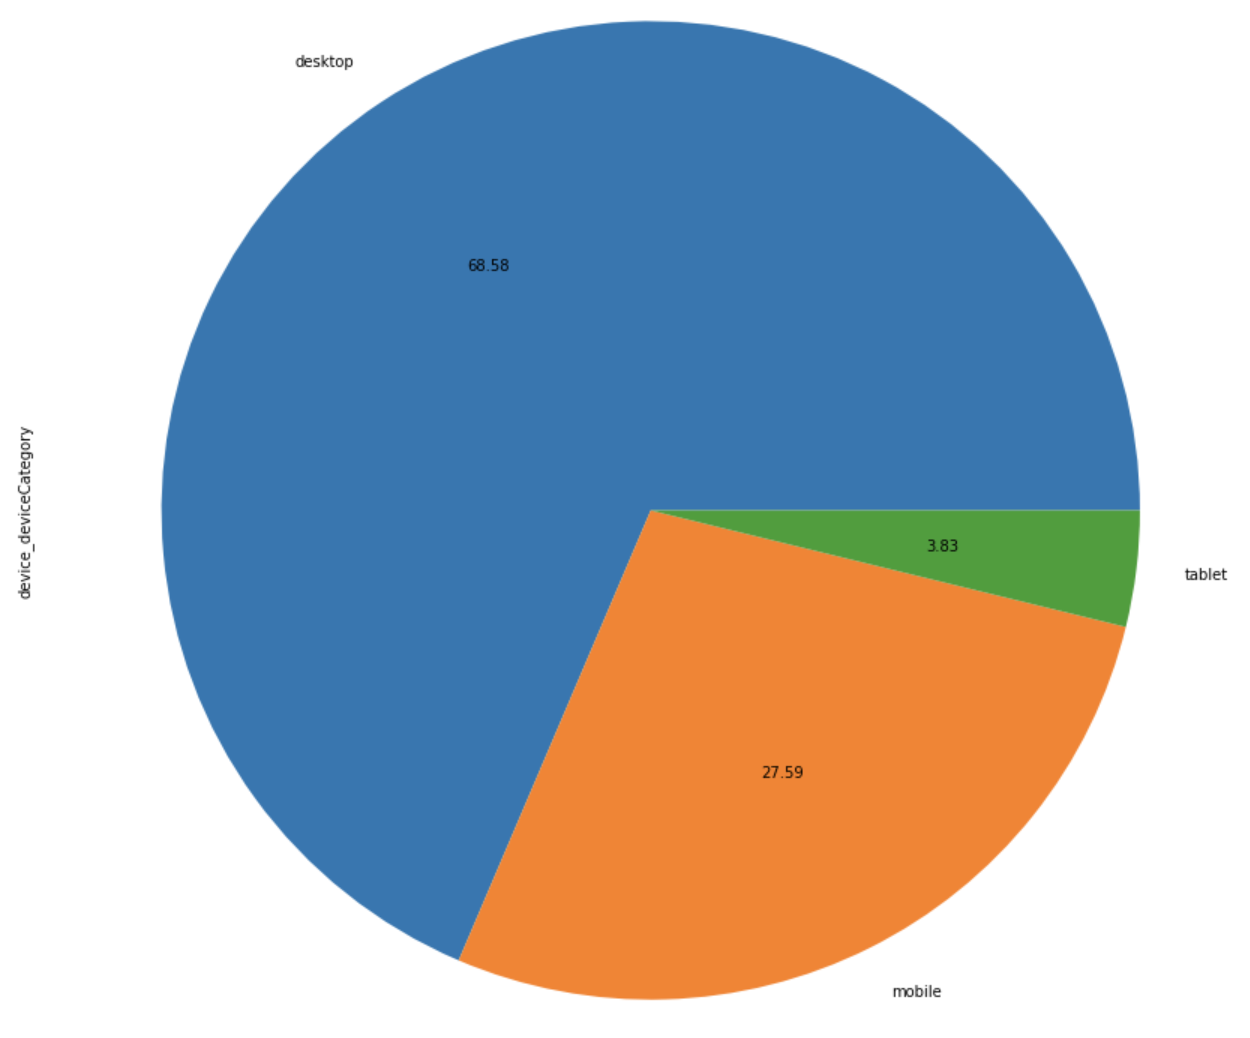 desktop
68.58
device_deviceCategory
3.83
tablet
27.59
mobile